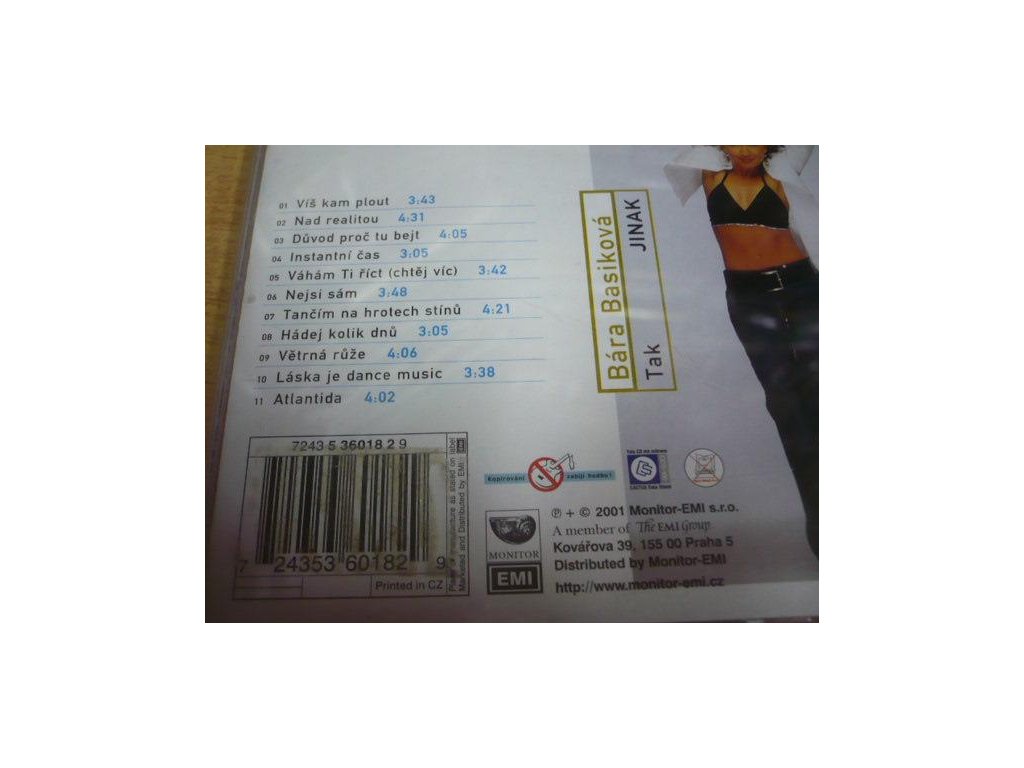 01 Víš kam plout 3:43
02 Nad realitou 4:31
03 Důvod proč tu bejt 4:05
04 Instantní čas 3:05
05 Váhám Ti říct (chtěj víc) 3:42
06 Nejsi sám 3:48
07 Tančím na hrotech stínů 4:21
08 Hádej kolik dnů 3:05
09 Větrná růže 4:06
10 Láska je dance music 3:38
11 Atlantida 4:02
Bára Basiková
Tak JINAK
7243 5 36018 2 9
7 24353 60182 9
Printed in CZ
Manufactured and Distributed by EMI
Kopírování zabíjí hudbu!
MONITOR
EMI
℗ + © 2001 Monitor-EMI s.r.o.
A member of The EMI Group
Kovářova 39, 155 00 Praha 5
Distributed by Monitor-EMI
http://www.monitor-emi.cz